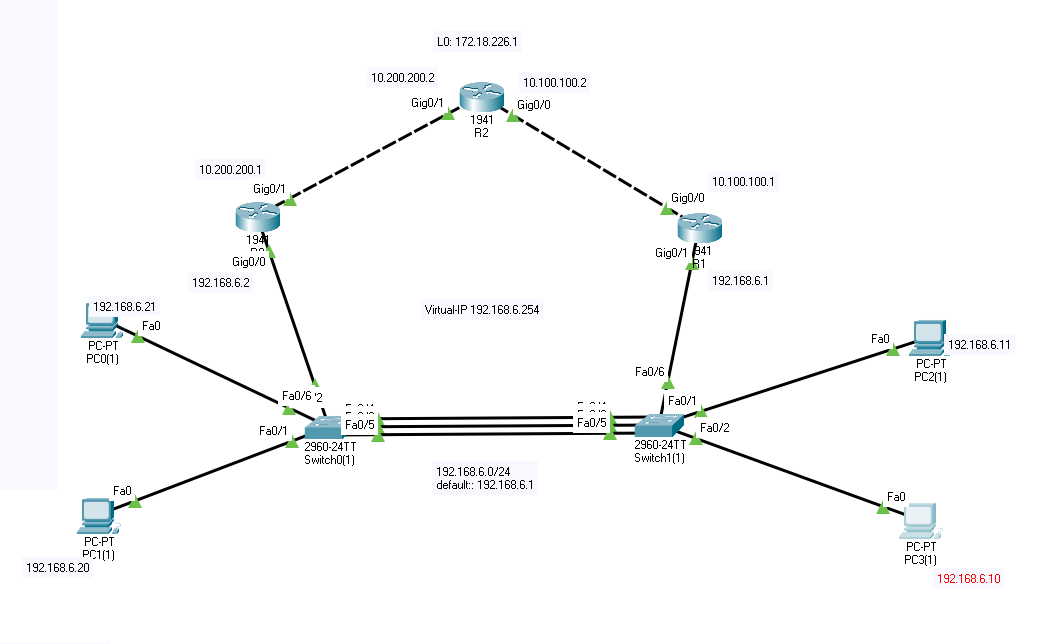 L0: 172.18.226.1
10.200.200.2
10.100.100.2
Gig0/1
Gig0/0
1941
R2
10.200.200.1
Gig0/1
10.100.100.1
Gig0/0
Gig0/0
192.168.6.2
Gig0/1
941
R1
192.168.6.1
192.168.6.21
Fa0
PC-PT
PC0(1)
Virtual-IP 192.168.6.254
Fa0
192.168.6.11
PC-PT
PC2(1)
Fa0/6
Fa0/6
Fa0/1
Fa0/5
Fa0/5
Fa0/1
Fa0/2
2960-24TT
Switch0(1)
2960-24TT
Switch1(1)
192.168.6.0/24
default:: 192.168.6.1
Fa0
PC-PT
PC1(1)
192.168.6.20
Fa0
PC-PT
PC3(1)
192.168.6.10